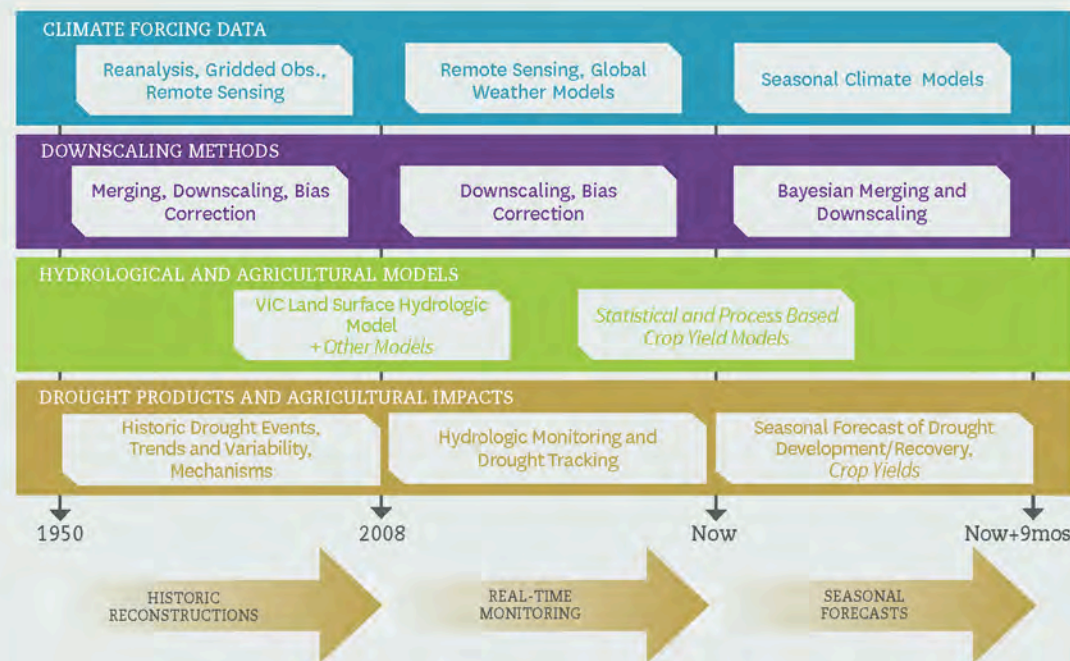 CLIMATE FORCING DATA
Reanalysis, Gridded Obs.,
Remote Sensing
Remote Sensing, Global
Weather Models
Seasonal Climate Models
DOWNSCALING METHODS
Merging, Downscaling, Bias
Correction
Downscaling, Bias
Correction
Bayesian Merging and
Downscaling
HYDROLOGICAL AND AGRICULTURAL MODELS
VIC Land Surface Hydrologic
Model
+ Other Models
Statistical and Process Based
Crop Yield Models
DROUGHT PRODUCTS AND AGRICULTURAL IMPACTS
Historic Drought Events,
Trends and Variability,
Mechanisms
Hydrologic Monitoring and
Drought Tracking
Seasonal Forecast of Drought
Development/Recovery,
Crop Yields
1950
2008
Now
Now+9mos
HISTORIC
RECONSTRUCTIONS
REAL-TIME
MONITORING
SEASONAL
FORECASTS